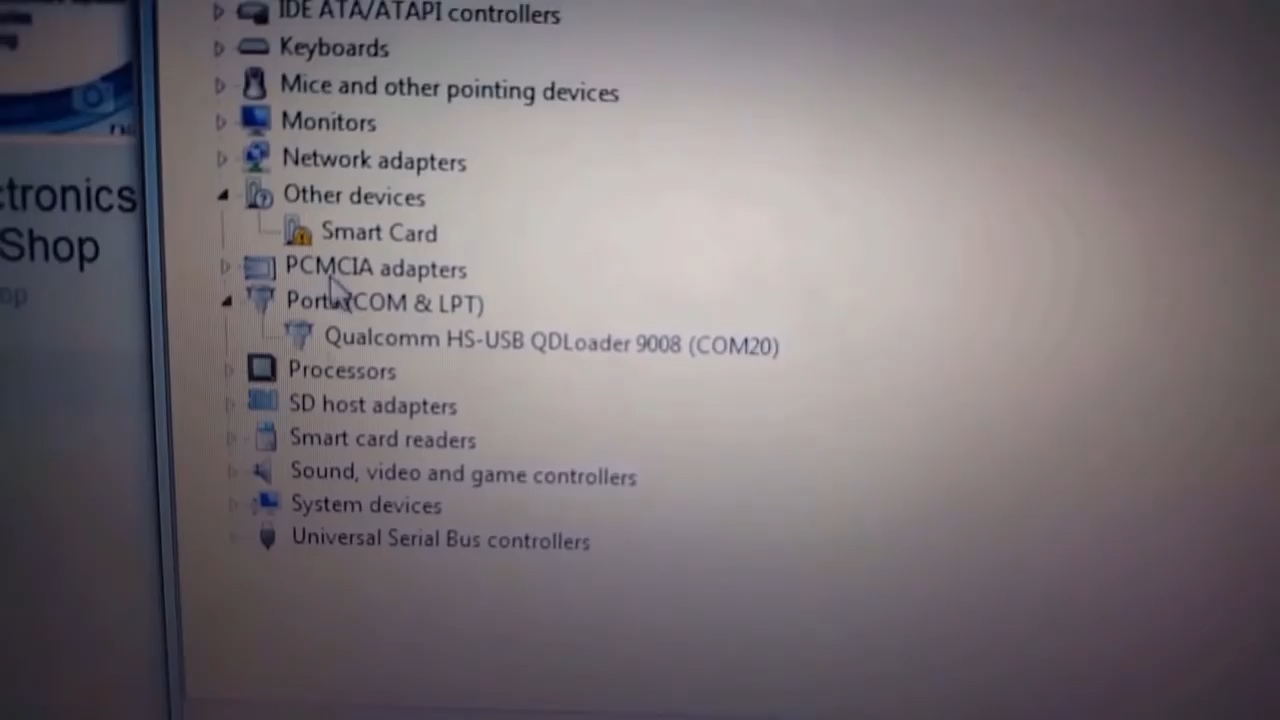 IDE ATA/ATAPI controllers
Keyboards
Mice and other pointing devices
Monitors
Network adapters
Other devices
Smart Card
PCMCIA adapters
Ports (COM & LPT)
Qualcomm HS-USB QDLoader 9008 (COM20)
Processors
SD host adapters
Smart card readers
Sound, video and game controllers
System devices
Universal Serial Bus controllers
ctronics
Shop
op